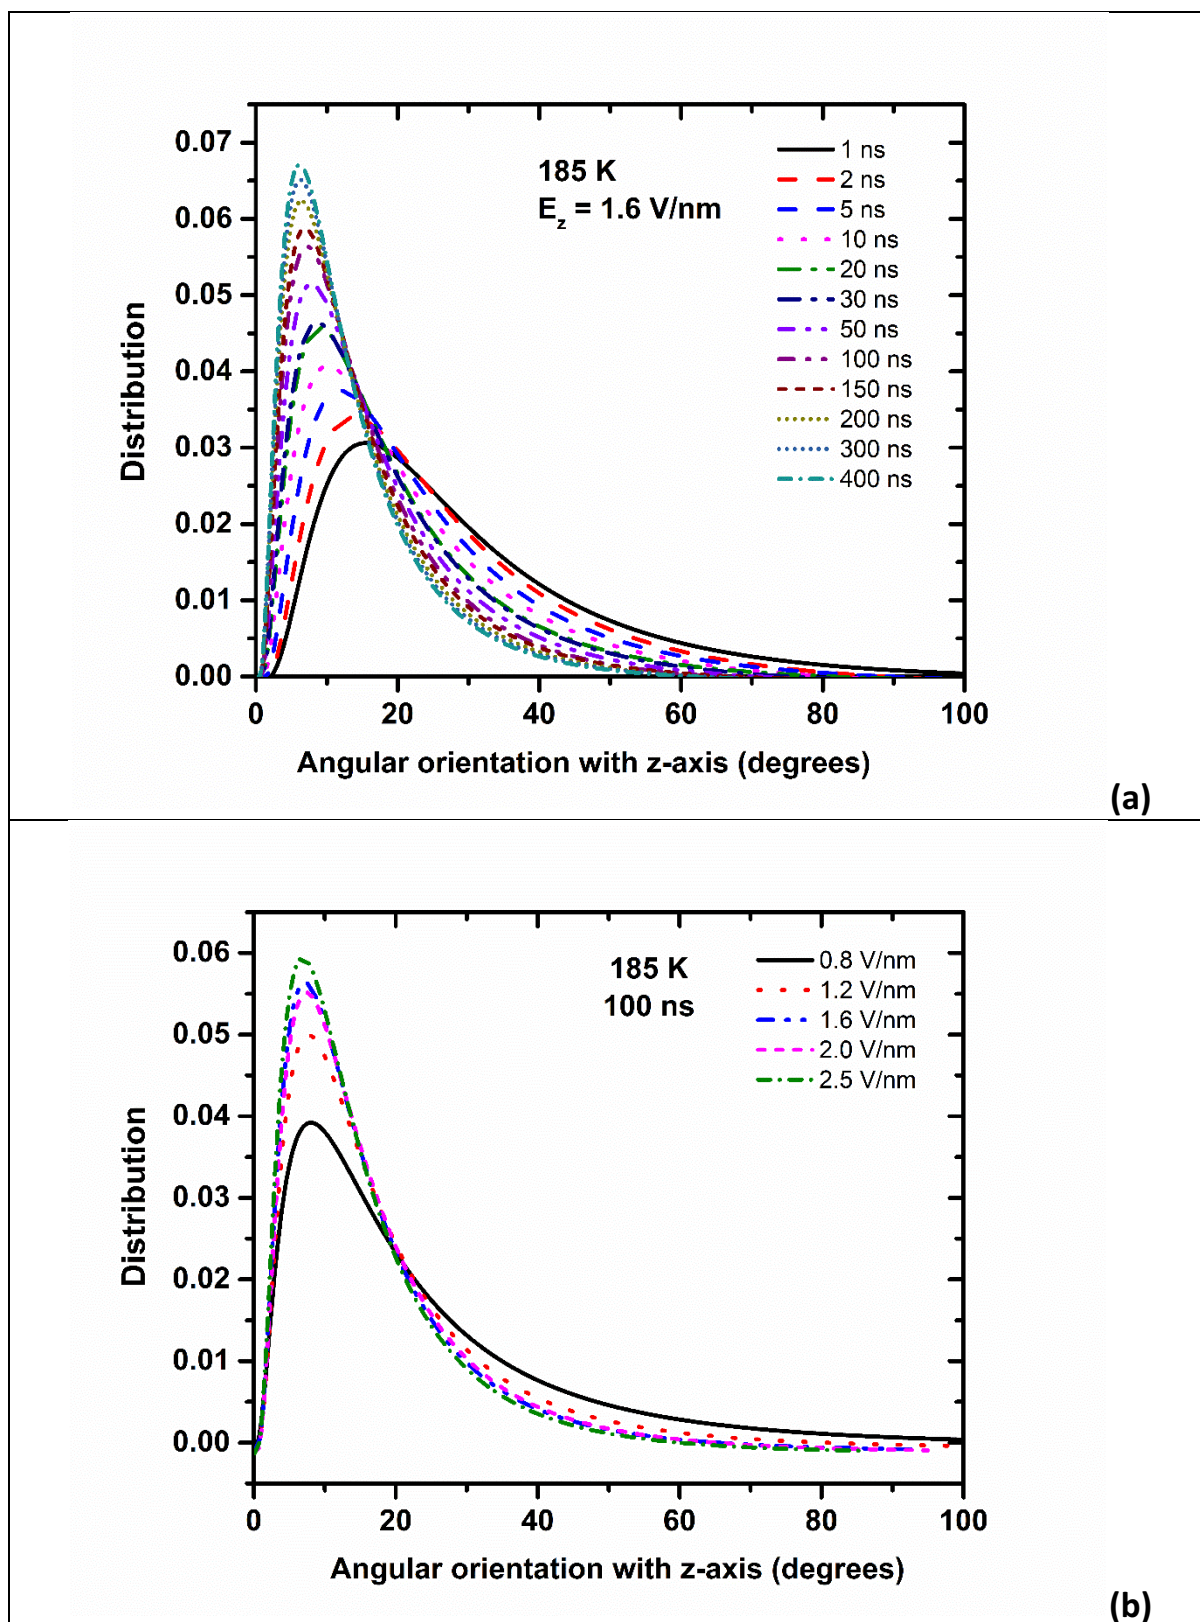 0.07
0.06
0.05
0.04
0.03
0.02
0.01
0.00
Distribution
185 K
E_z = 1.6 V/nm
1 ns
2 ns
5 ns
10 ns
20 ns
30 ns
50 ns
100 ns
150 ns
200 ns
300 ns
400 ns
0 20 40 60 80 100
Angular orientation with z-axis (degrees)
(a)
0.06
0.05
0.04
0.03
0.02
0.01
0.00
Distribution
185 K
100 ns
0.8 V/nm
1.2 V/nm
1.6 V/nm
2.0 V/nm
2.5 V/nm
0 20 40 60 80 100
Angular orientation with z-axis (degrees)
(b)